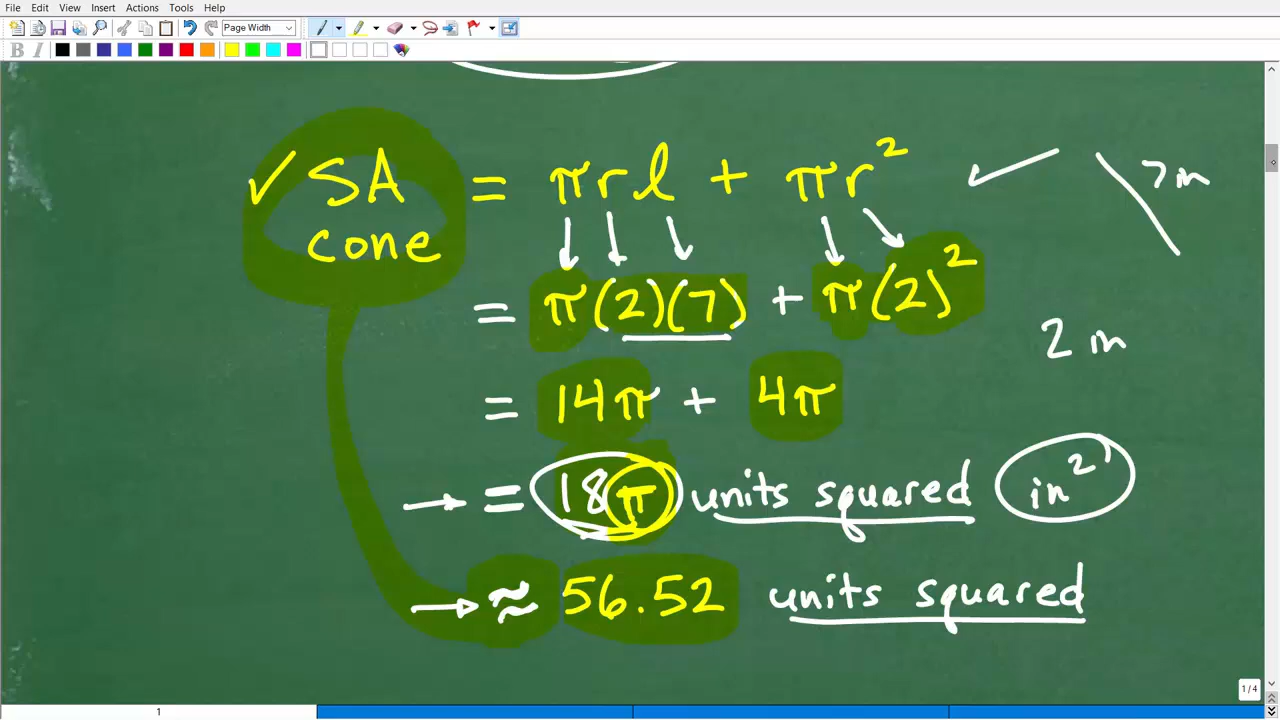 File Edit View Insert Actions Tools Help
Page Width
B I
✓ SA = πrl + πr²
7 in
cone
= π(2)(7) + π(2)²
2 in
= 14π + 4π
→ = 18π units squared in²
→ ≈ 56.52 units squared
1/4
1